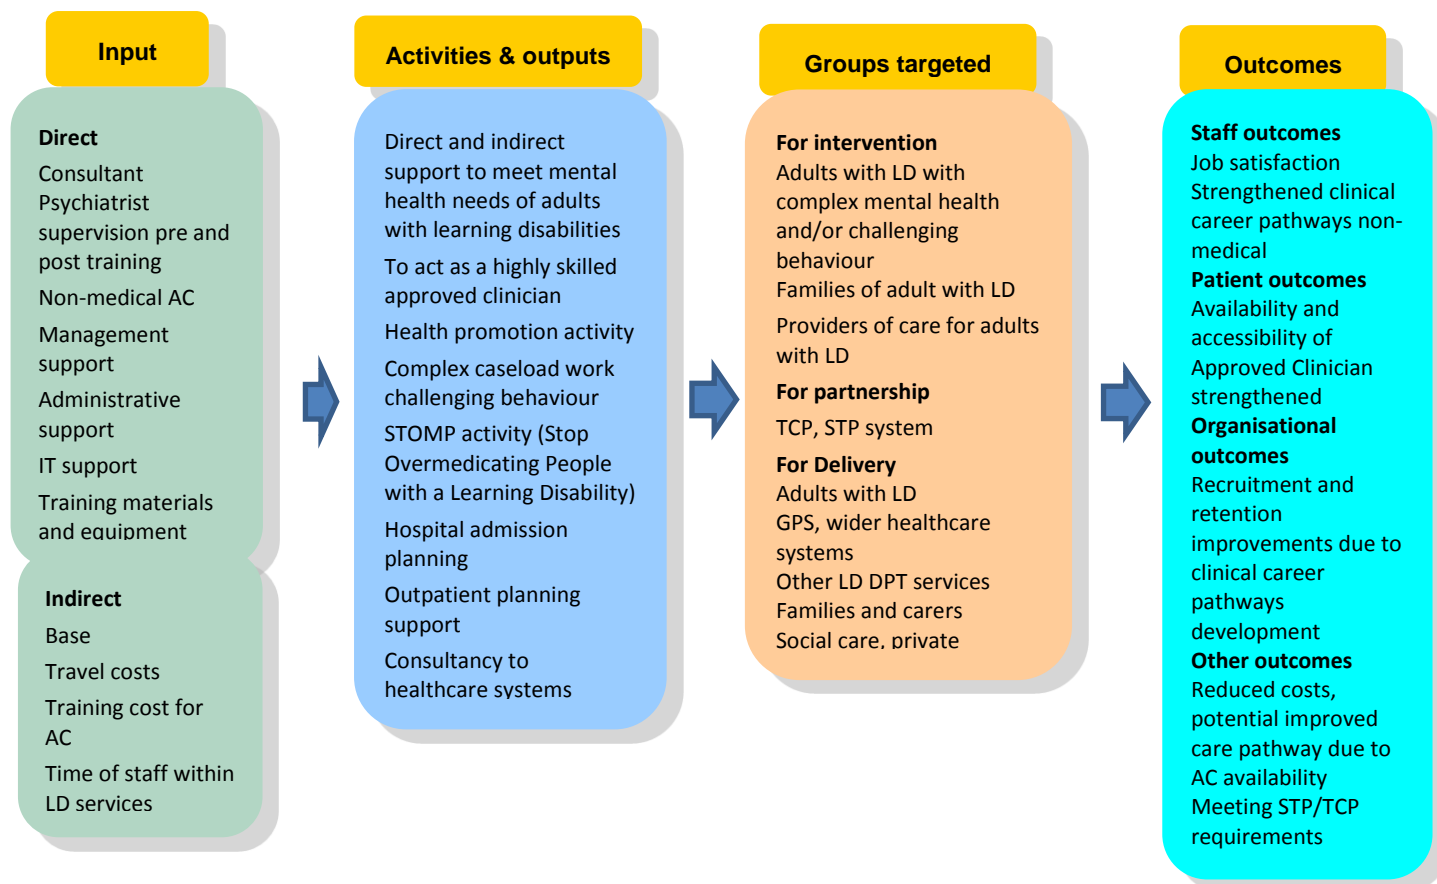 Input
Direct
Consultant
Psychiatrist
supervision pre and
post training
Non-medical AC
Management
support
Administrative
support
IT support
Training materials
and equipment
Indirect
Base
Travel costs
Training cost for
AC
Time of staff within
LD services
Activities & outputs
Direct and indirect
support to meet mental
health needs of adults
with learning disabilities
To act as a highly skilled
approved clinician
Health promotion activity
Complex caseload work
challenging behaviour
STOMP activity (Stop
Overmedicating People
with a Learning Disability)
Hospital admission
planning
Outpatient planning
support
Consultancy to
healthcare systems
Groups targeted
For intervention
Adults with LD with
complex mental health
and/or challenging
behaviour
Families of adult with LD
Providers of care for adults
with LD
For partnership
TCP, STP system
For Delivery
Adults with LD
GPS, wider healthcare
systems
Other LD DPT services
Families and carers
Social care, private
Outcomes
Staff outcomes
Job satisfaction
Strengthened clinical
career pathways non-
medical
Patient outcomes
Availability and
accessibility of
Approved Clinician
strengthened
Organisational
outcomes
Recruitment and
retention
improvements due to
clinical career
pathways
development
Other outcomes
Reduced costs,
potential improved
care pathway due to
AC availability
Meeting STP/TCP
requirements